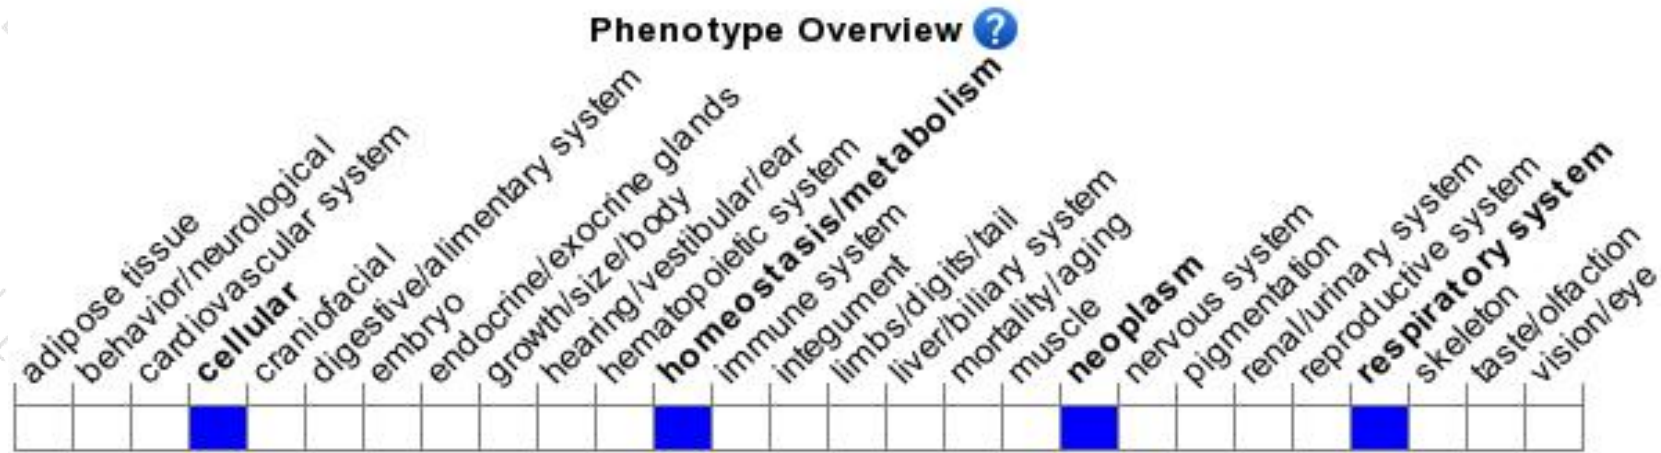 Phenotype Overview ?
adipose tissue
behavior/neurological
cardiovascular system
cellular
craniofacial
digestive/alimentary system
embryo
endocrine/exocrine glands
growth/size/body
hearing/vestibular/ear
hematopoietic system
homeostasis/metabolism
immune system
integument
limbs/digits/tail
liver/biliary system
mortality/aging
muscle
neoplasm
nervous system
pigmentation
renal/urinary system
reproductive system
respiratory system
skeleton
taste/olfaction
vision/eye